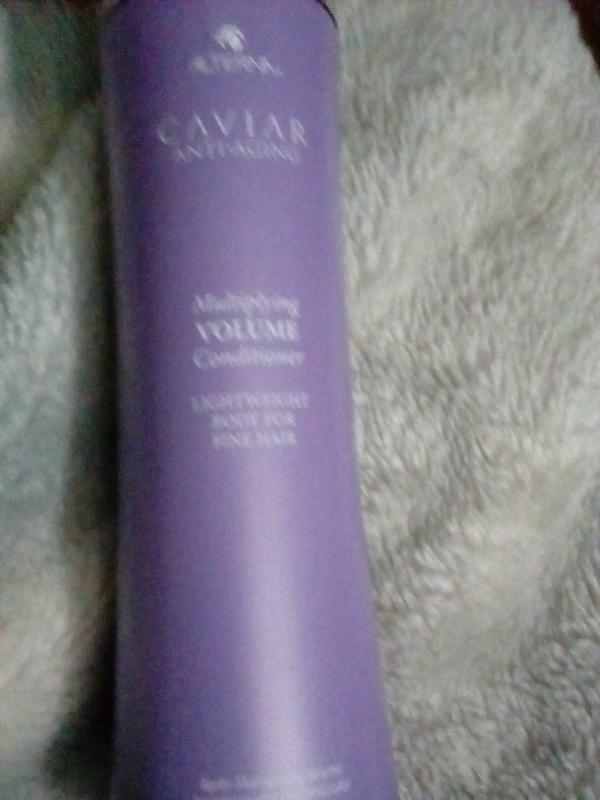 ALTERNA
CAVIAR
ANTI-AGING
Multiplying
VOLUME
Conditioner
LIGHTWEIGHT
BODY FOR
FINE HAIR